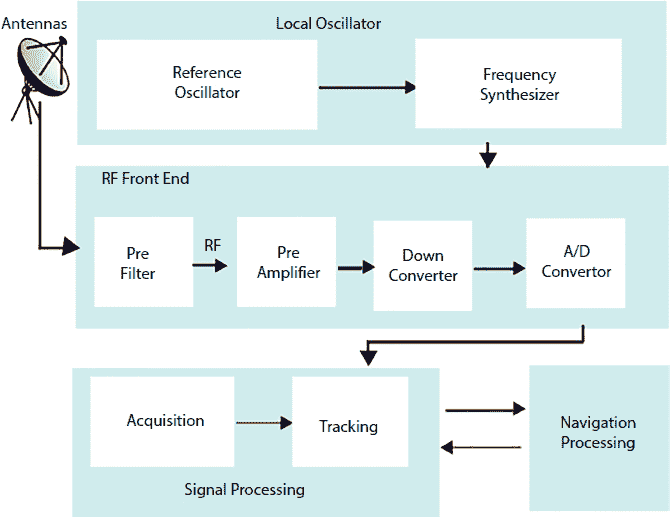 Antennas
Local Oscillator
Reference
Oscillator
Frequency
Synthesizer
RF Front End
Pre
Filter
RF
Pre
Amplifier
Down
Converter
A/D
Convertor
Acquisition
Tracking
Signal Processing
Navigation
Processing